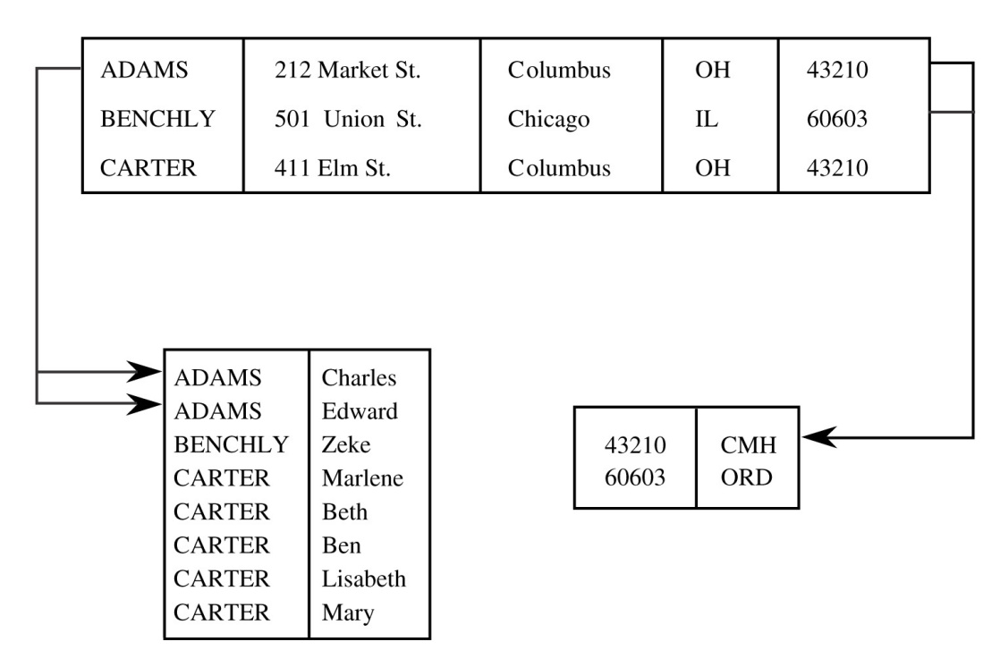 ADAMS 212 Market St. Columbus OH 43210
BENCHLY 501 Union St. Chicago IL 60603
CARTER 411 Elm St. Columbus OH 43210
ADAMS Charles
ADAMS Edward
BENCHLY Zeke
CARTER Marlene
CARTER Beth
CARTER Ben
CARTER Lisabeth
CARTER Mary
43210 CMH
60603 ORD